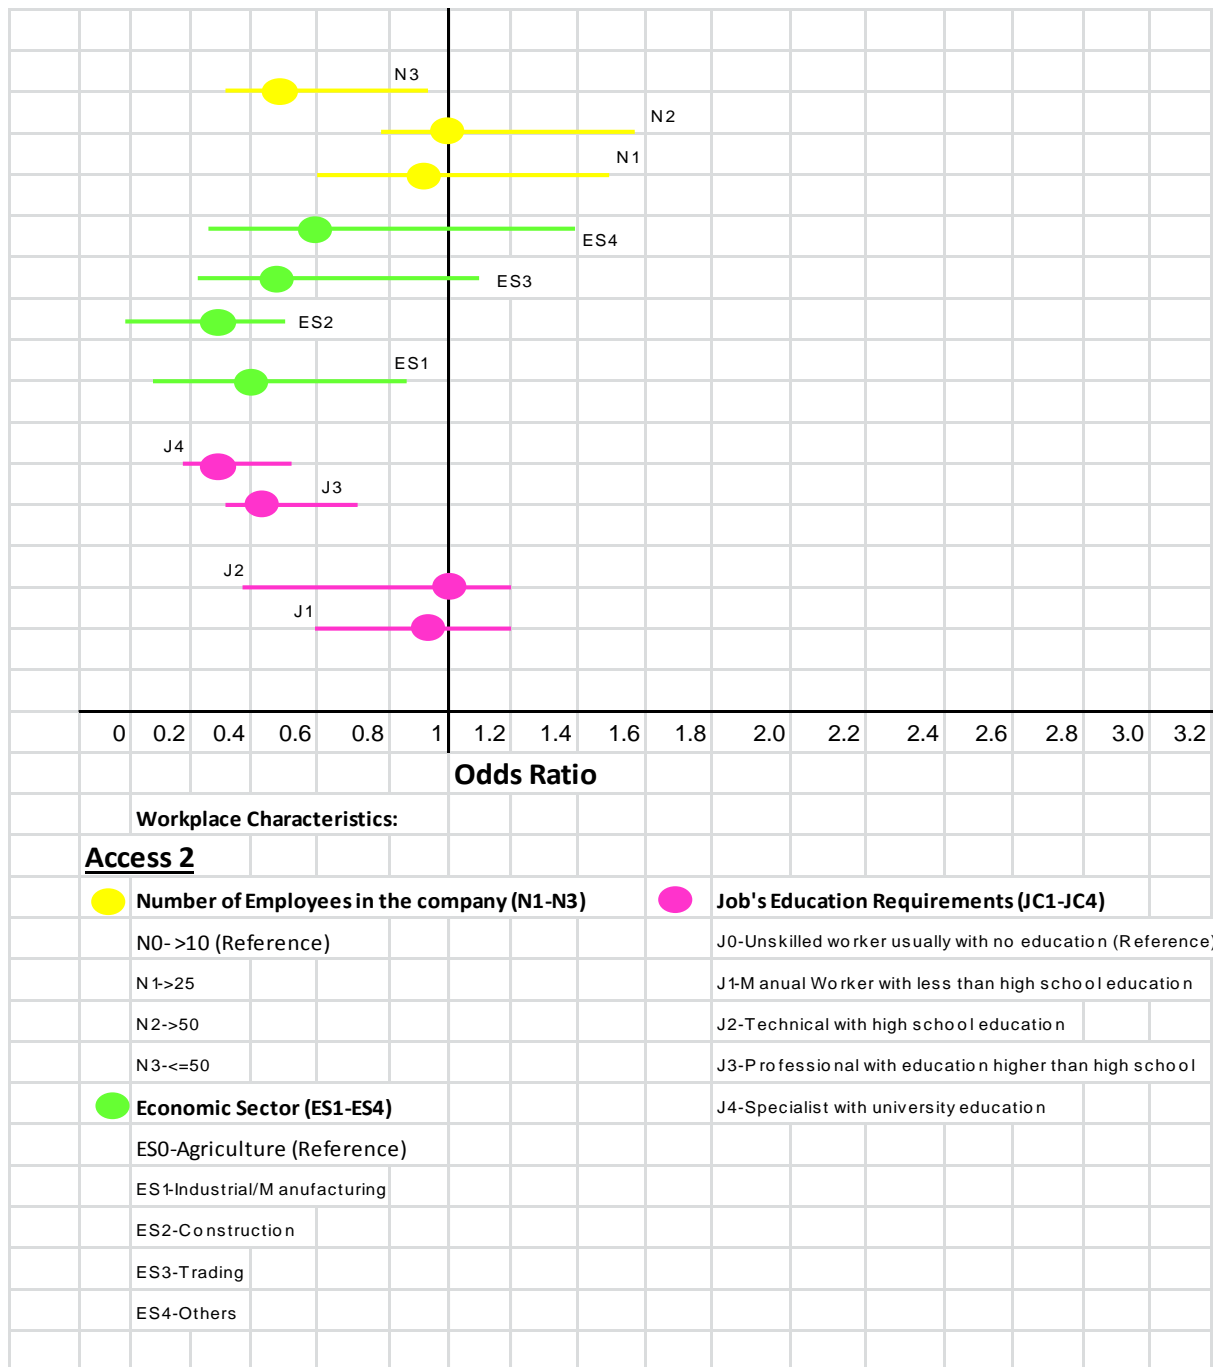 N3
N2
N1
ES4
ES3
ES2
ES1
J4
J3
J2
J1
0 0.2 0.4 0.6 0.8 1 1.2 1.4 1.6 1.8 2.0 2.2 2.4 2.6 2.8 3.0 3.2
Odds Ratio
Workplace Characteristics:
Access 2
Number of Employees in the company (N1-N3)
N0- >10 (Reference)
N1->25
N2->50
N3-<=50
Economic Sector (ES1-ES4)
ES0-Agriculture (Reference)
ES1-Industrial/Manufacturing
ES2-Construction
ES3-Trading
ES4-Others
Job's Education Requirements (JC1-JC4)
J0-Unskilled worker usually with no education (Reference)
J1-Manual Worker with less than high school education
J2-Technical with high school education
J3-Professional with education higher than high school
J4-Specialist with university education